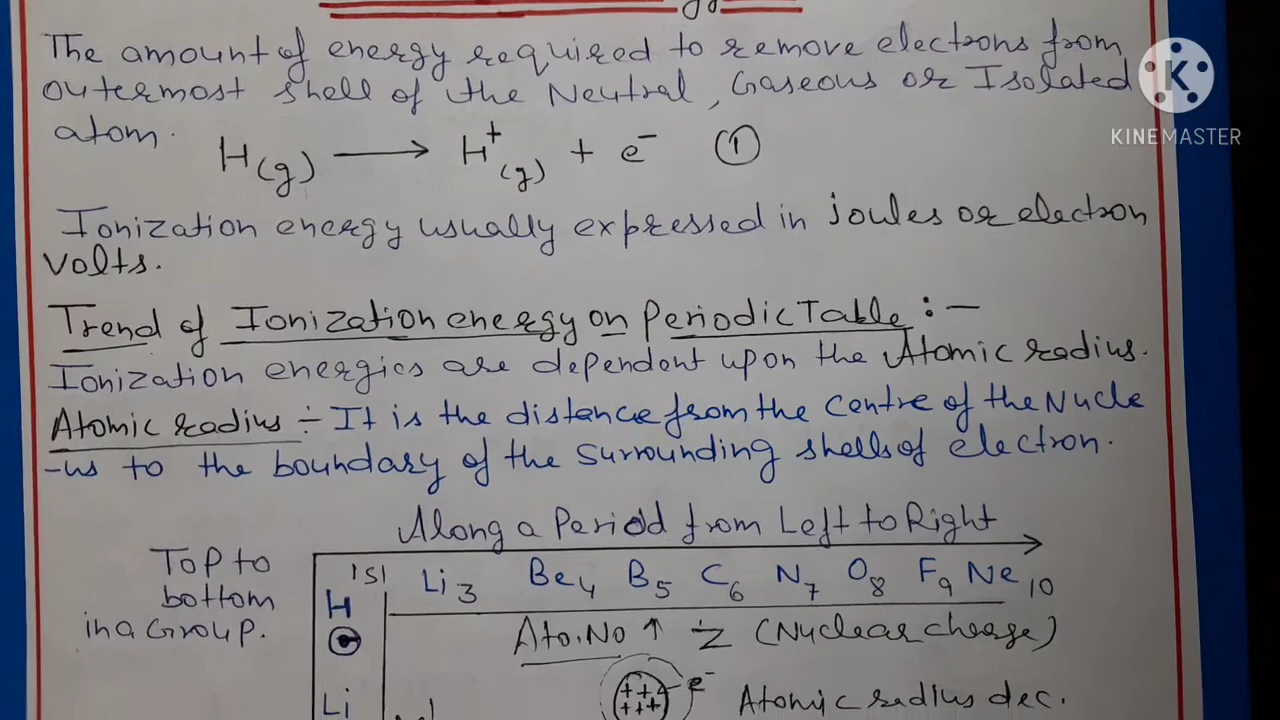 The amount of energy required to remove electrons from
outermost shell of the Neutral, Gaseous or Isolated
atom.
H(g) ⟶ H⁺(g) + e⁻ ①
Ionization energy usually expressed in joules or electron
volts.
Trend of Ionization energy on Periodic Table :—
Ionization energies are dependent upon the Atomic radius.
Atomic radius ÷ It is the distance from the centre of the Nucle
-us to the boundary of the surrounding shells of electron.
Along a Period from Left to Right
Top to
bottom
in a Group.
1s1 Li3 Be4 B5 C6 N7 O8 F9 Ne10
H
Ato.No ↑ ÷ Z (Nuclear charge)
++ e⁻
+++
Atomic radius dec.
Li
KINEMASTER